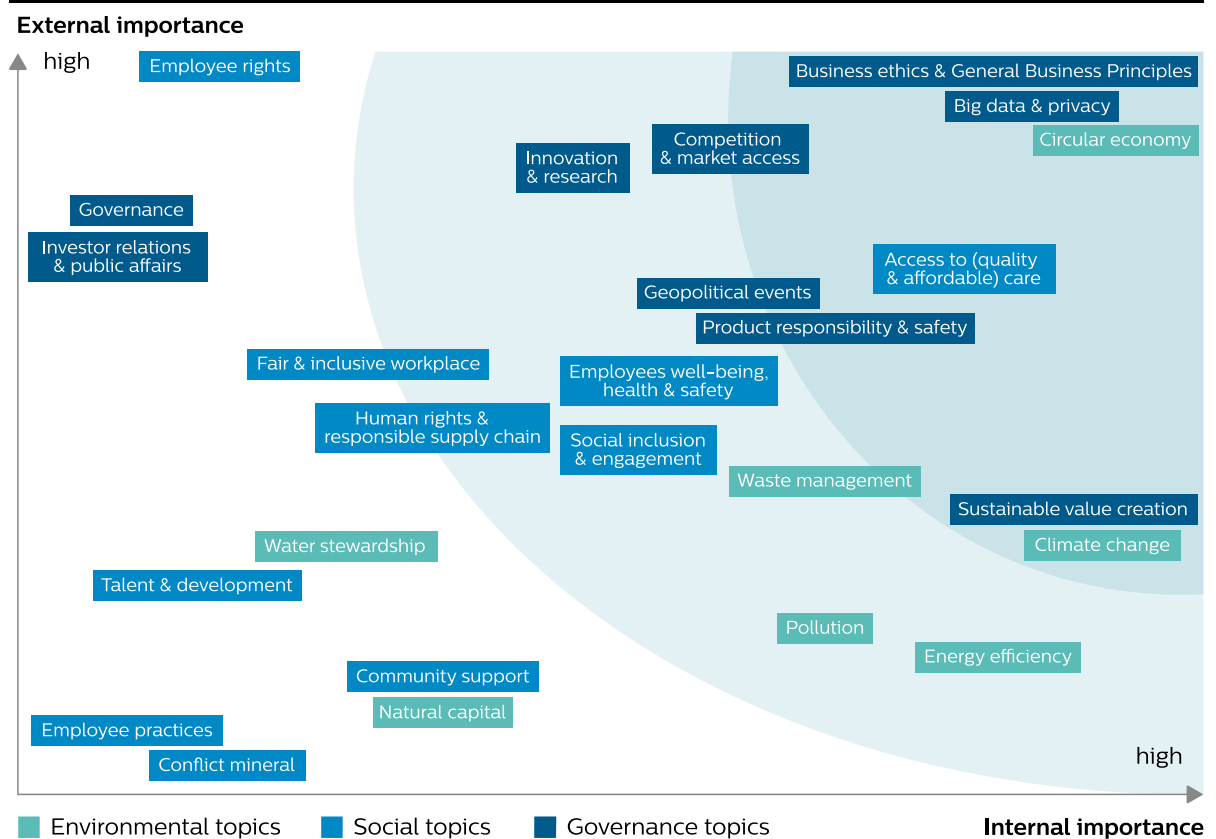 External importance
high
Employee rights
Business ethics & General Business Principles
Big data & privacy
Circular economy
Competition
& market access
Innovation
& research
Governance
Investor relations
& public affairs
Access to (quality
& affordable) care
Geopolitical events
Product responsibility & safety
Fair & inclusive workplace
Employees well-being,
health & safety
Human rights &
responsible supply chain
Social inclusion
& engagement
Waste management
Sustainable value creation
Water stewardship
Climate change
Talent & development
Pollution
Energy efficiency
Community support
Natural capital
Employee practices
Conflict mineral
high
Environmental topics
Social topics
Governance topics
Internal importance